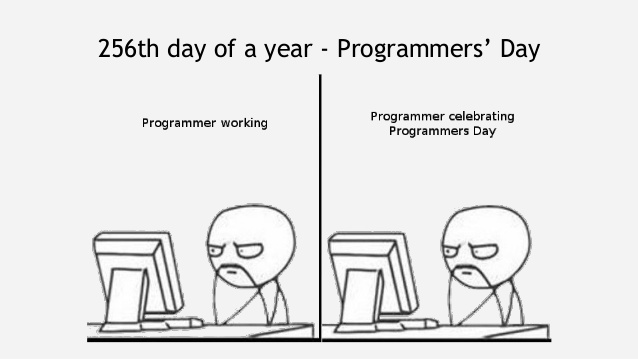 256th day of a year - Programmers’ Day
Programmer working
Programmer celebrating
Programmers Day